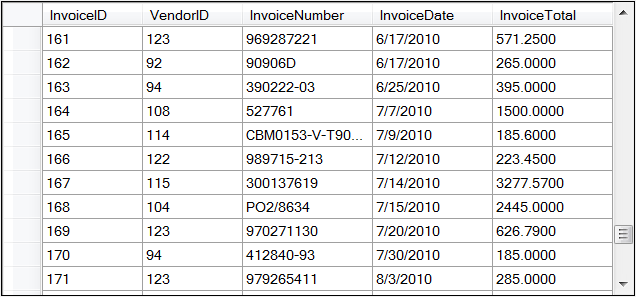 InvoiceID VendorID InvoiceNumber InvoiceDate InvoiceTotal
161 123 969287221 6/17/2010 571.2500
162 92 90906D 6/17/2010 265.0000
163 94 390222-03 6/25/2010 395.0000
164 108 527761 7/7/2010 1500.0000
165 114 CBM0153-V-T90... 7/9/2010 185.6000
166 122 989715-213 7/12/2010 223.4500
167 115 300137619 7/14/2010 3277.5700
168 104 PO2/8634 7/15/2010 2445.0000
169 123 970271130 7/20/2010 626.7900
170 94 412840-93 7/30/2010 185.0000
171 123 979265411 8/3/2010 285.0000